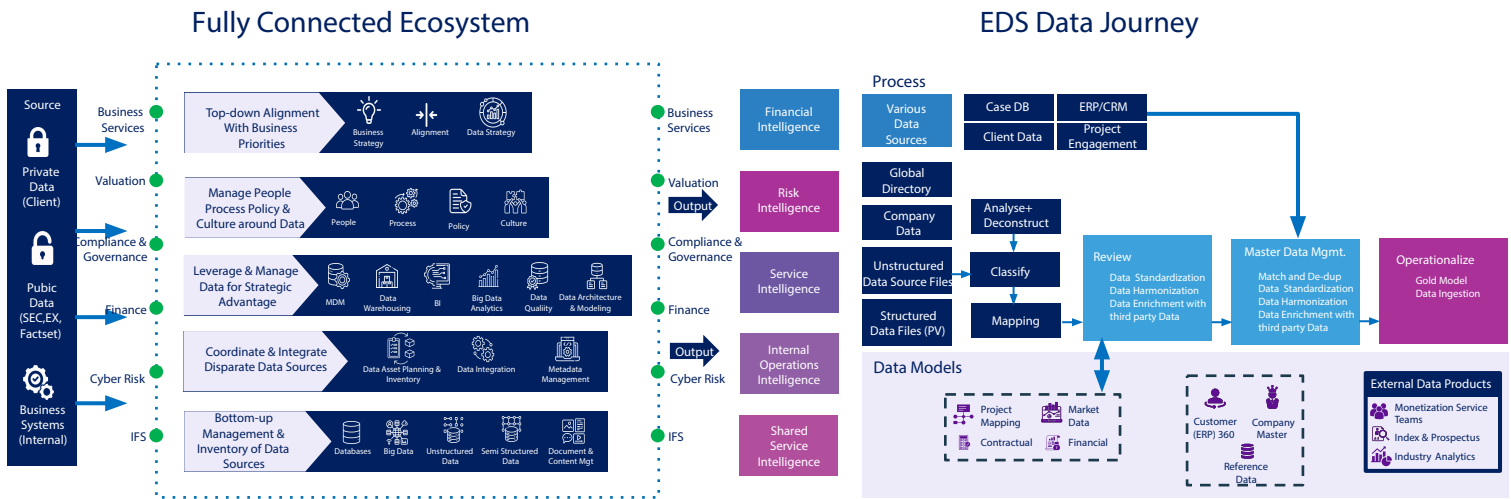 Fully Connected Ecosystem
EDS Data Journey
Source
Private
Data
(Client)
Pubic
Data
(SEC,EX,
Factset)
Business
Systems
(Internal)
Business
Services
Valuation
Compliance &
Governance
Finance
Cyber Risk
IFS
Top-down Alignment
With Business
Priorities
Business
Strategy
Alignment
Data Strategy
Manage People
Process Policy &
Culture around Data
People
Process
Policy
Culture
Leverage & Manage
Data for Strategic
Advantage
MDM
Data
Warehousing
BI
Big Data
Analytics
Data
Qualiity
Data Architecture
& Modeling
Coordinate & Integrate
Disparate Data Sources
Data Asset Planning &
Inventory
Data Integration
Metadata
Management
Bottom-up
Management &
Inventory of Data
Sources
Databases
Big Data
Unstructured
Data
Semi Structured
Data
Document &
Content Mgt
Business
Services
Valuation
Output
Compliance &
Governance
Finance
Output
Cyber Risk
IFS
Financial
Intelligence
Risk
Intelligence
Service
Intelligence
Internal
Operations
Intelligence
Shared
Service
Intelligence
Process
Various
Data
Sources
Case DB
ERP/CRM
Client Data
Project
Engagement
Global
Directory
Company
Data
Unstructured
Data Source Files
Structured
Data Files (PV)
Analyse+
Deconstruct
Classify
Mapping
Review
Data Standardization
Data Harmonization
Data Enrichment with
third party Data
Master Data Mgmt.
Match and De-dup
Data Standardization
Data Harmonization
Data Enrichment with
third party Data
Operationalize
Gold Model
Data Ingestion
Data Models
Project
Mapping
Market
Data
Contractual
Financial
Customer
(ERP) 360
Company
Master
Reference
Data
External Data Products
Monetization Service
Teams
Index & Prospectus
Industry Analytics